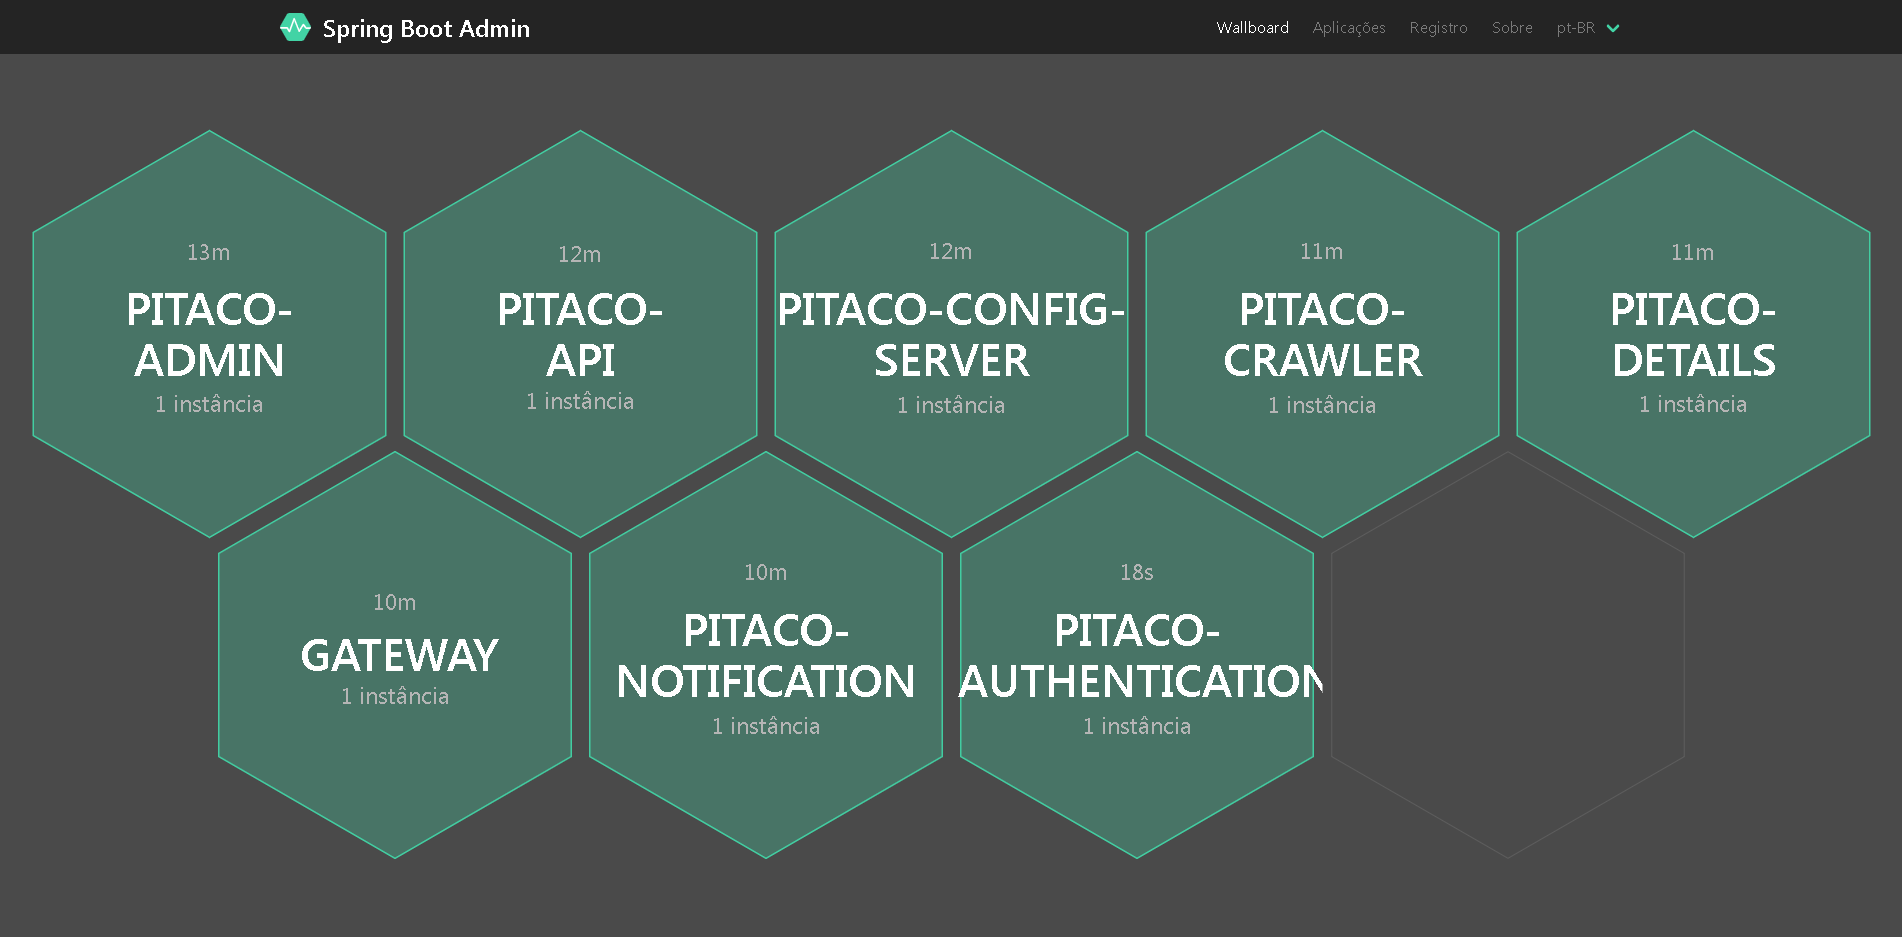 Spring Boot Admin
Wallboard Aplicações Registro Sobre pt-BR
13m
PITACO-
ADMIN
1 instância
12m
PITACO-
API
1 instância
12m
PITACO-CONFIG-
SERVER
1 instância
11m
PITACO-
CRAWLER
1 instância
11m
PITACO-
DETAILS
1 instância
10m
GATEWAY
1 instância
10m
PITACO-
NOTIFICATION
1 instância
18s
PITACO-
AUTHENTICATION
1 instância